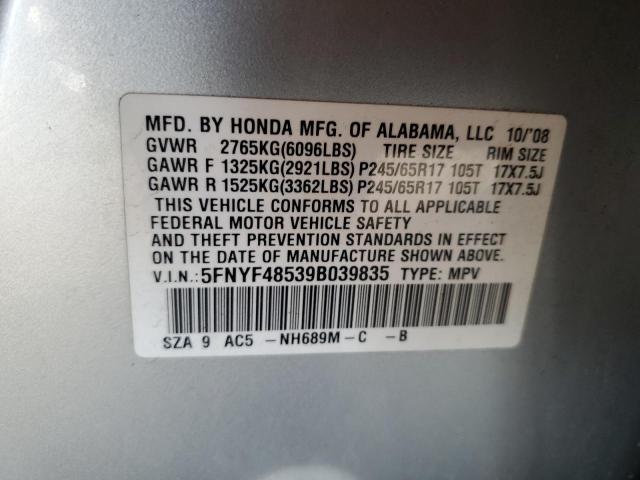 MFD. BY HONDA MFG. OF ALABAMA, LLC 10/'08
GVWR 2765KG(6096LBS) TIRE SIZE RIM SIZE
GAWR F 1325KG(2921LBS) P245/65R17 105T 17X7.5J
GAWR R 1525KG(3362LBS) P245/65R17 105T 17X7.5J
THIS VEHICLE CONFORMS TO ALL APPLICABLE
FEDERAL MOTOR VEHICLE SAFETY
AND THEFT PREVENTION STANDARDS IN EFFECT
ON THE DATE OF MANUFACTURE SHOWN ABOVE.
V.I.N.: 5FNYF48539B039835 TYPE: MPV
SZA 9 AC5 -NH689M-C -B